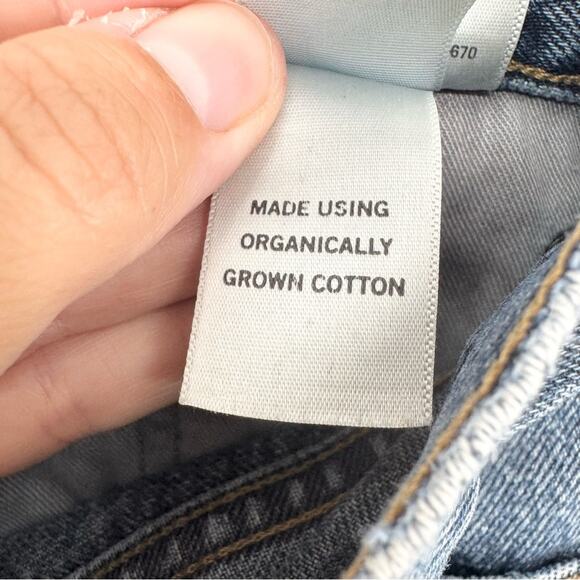 670
MADE USING
ORGANICALLY
GROWN COTTON